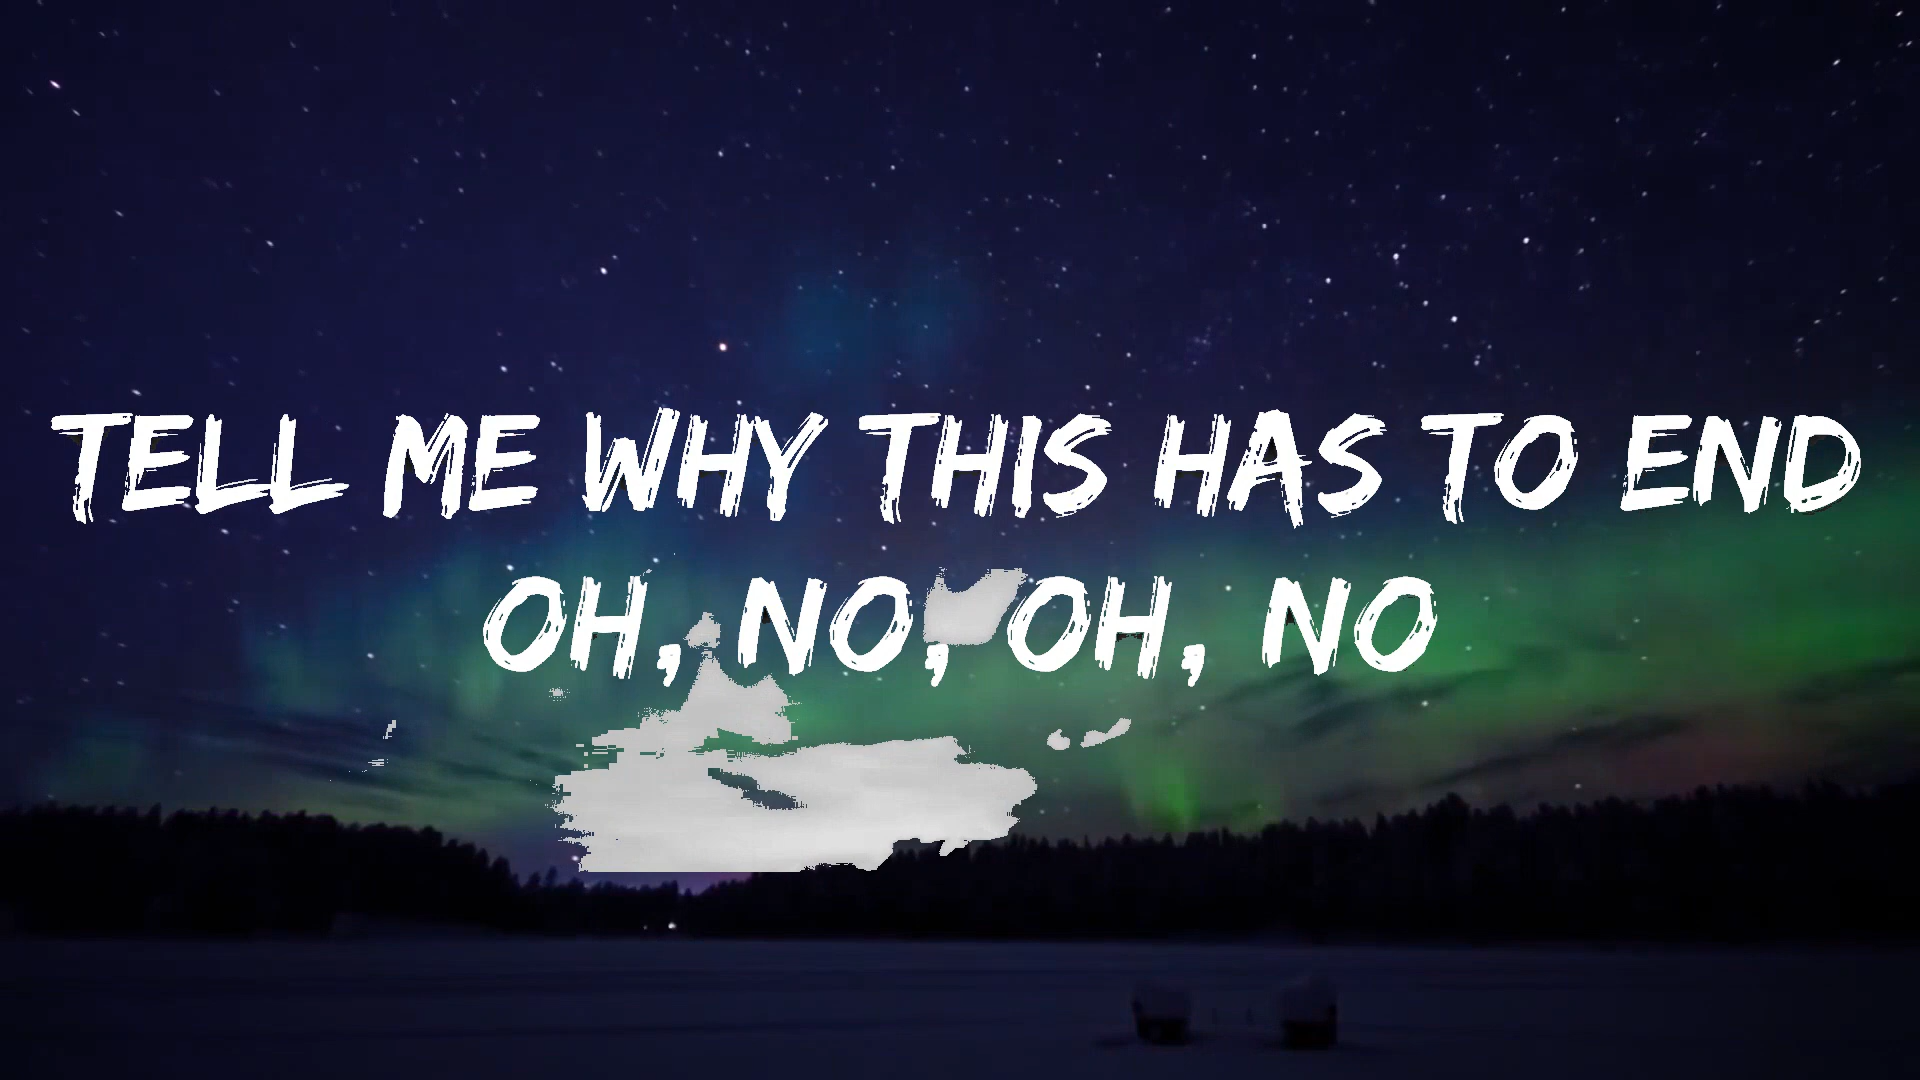 TELL ME WHY THIS HAS TO END
OH, NO, OH, NO